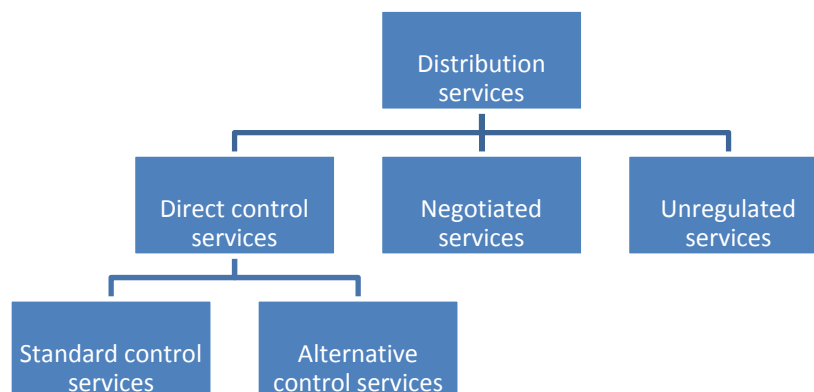 Distribution
services
Direct control
services
Negotiated
services
Unregulated
services
Standard control
services
Alternative
control services